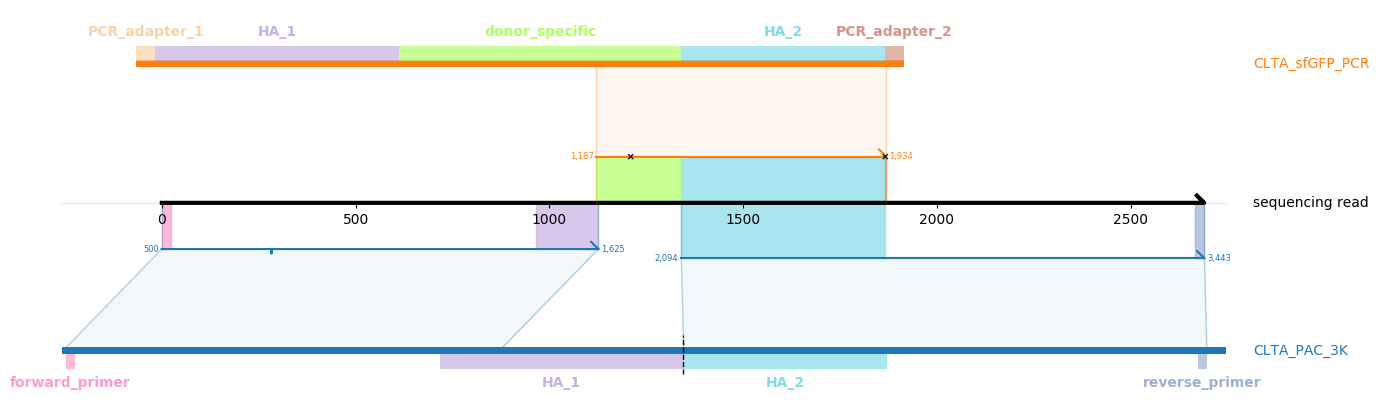 PCR_adapter_1 HA_1 donor_specific HA_2 PCR_adapter_2
CLTA_sfGFP_PCR
1,187 1,934
sequencing read
0 500 1000 1500 2000 2500
500 1,625
2,094 3,443
CLTA_PAC_3K
forward_primer HA_1 HA_2 reverse_primer